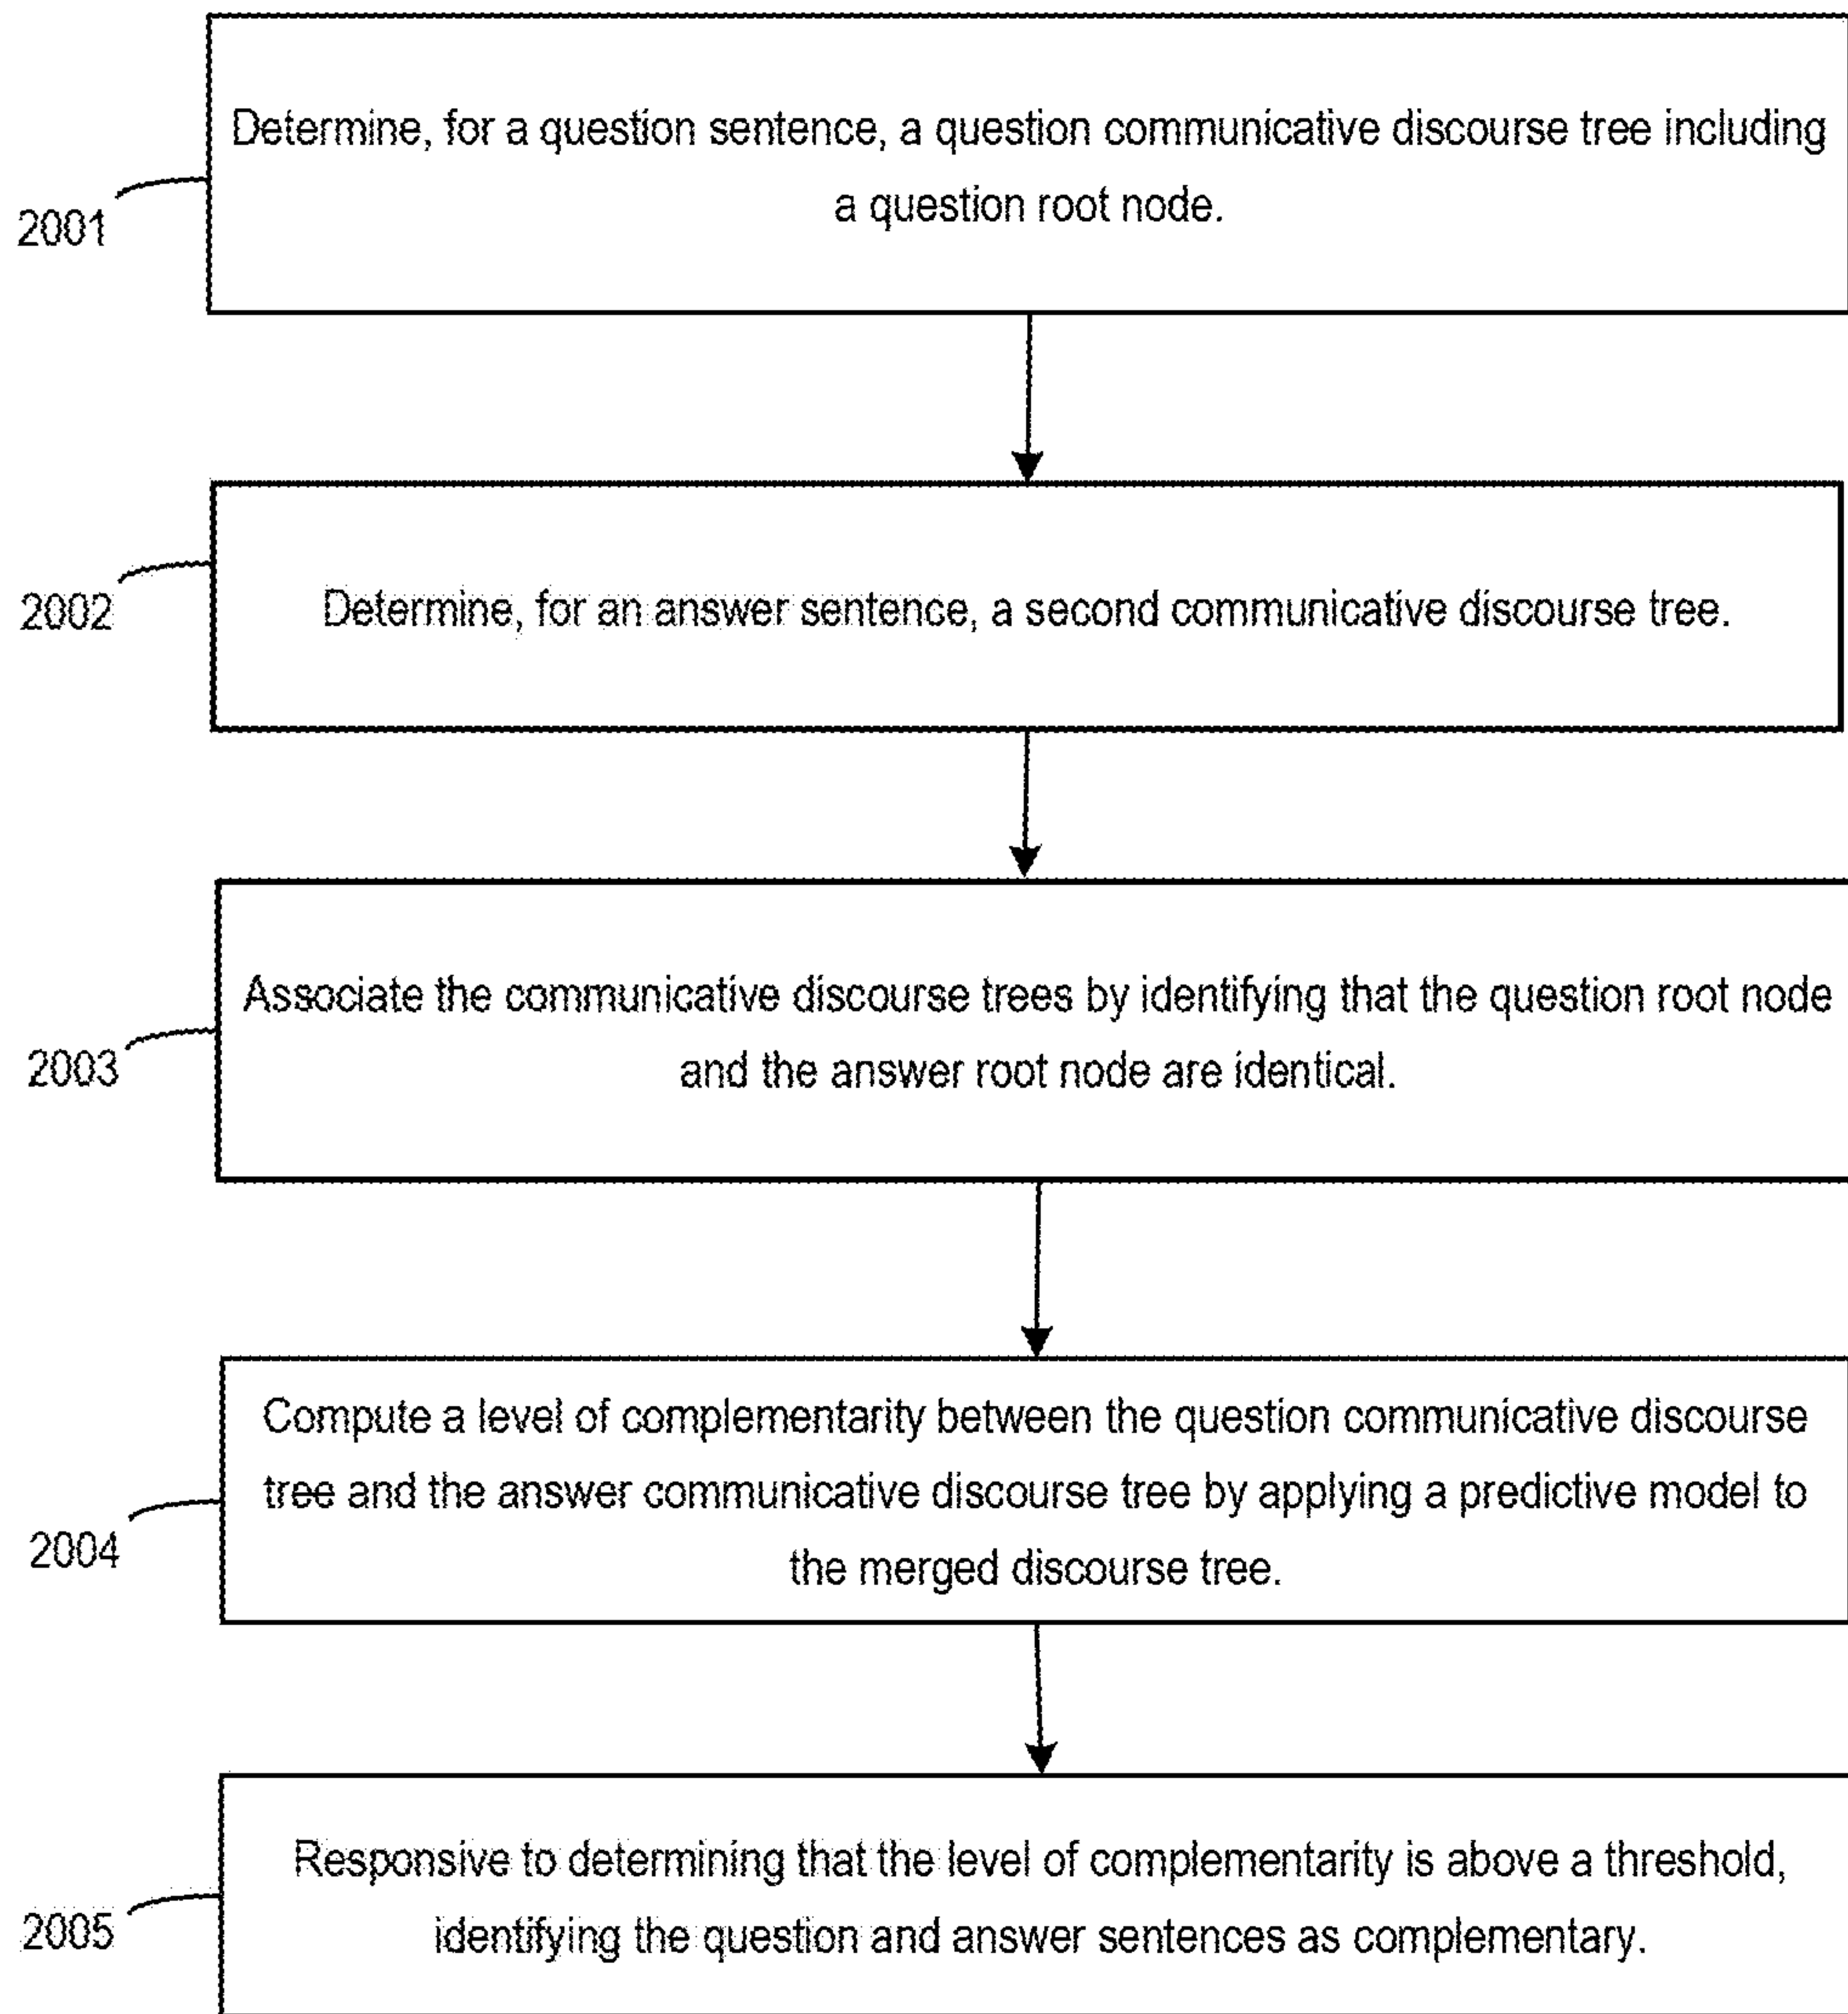 Determine, for a question sentence, a question communicative discourse tree including
a question root node.
2001
Determine, for an answer sentence, a second communicative discourse tree.
2002
Associate the communicative discourse trees by identifying that the question root node
and the answer root node are identical.
2003
Compute a level of complementarity between the question communicative discourse
tree and the answer communicative discourse tree by applying a predictive model to
the merged discourse tree.
2004
Responsive to determining that the level of complementarity is above a threshold,
identifying the question and answer sentences as complementary.
2005